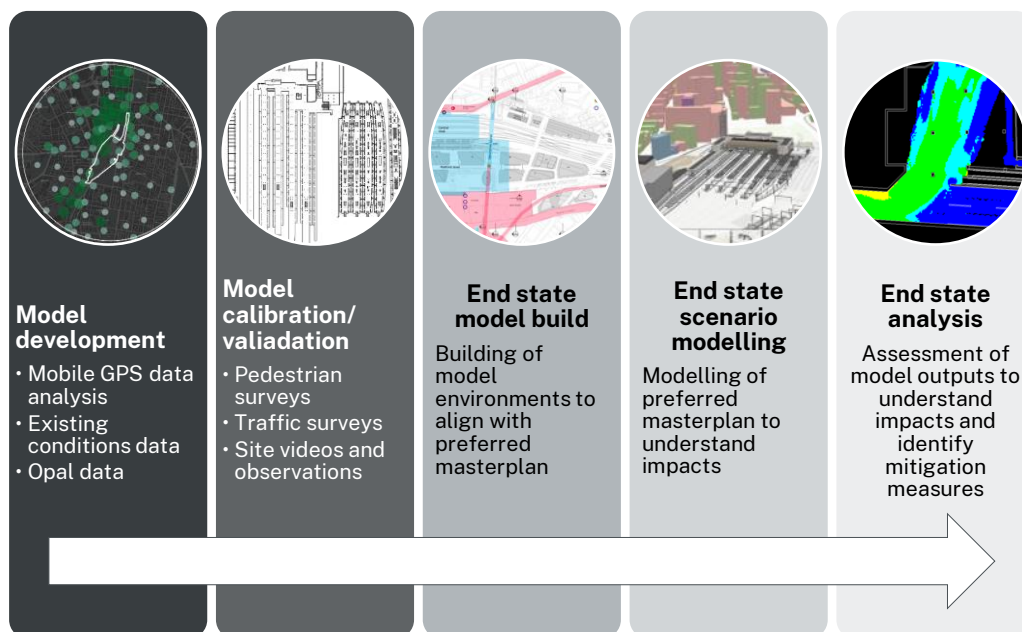 Model
development
• Mobile GPS data
analysis
• Existing
conditions data
• Opal data
Model
calibration/
valiadation
• Pedestrian
surveys
• Traffic surveys
• Site videos and
observations
End state
model build
Building of
model
environments to
align with
preferred
masterplan
End state
scenario
modelling
Modelling of
preferred
masterplan to
understand
impacts
End state
analysis
Assessment of
model outputs to
understand
impacts and
identify
mitigation
measures